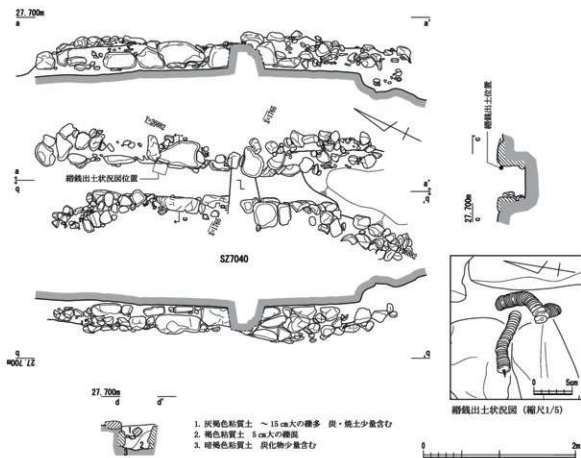 27.700m
a
a'
緡銭出土状況図位置
a
b
a'
b'
SZ7040
緡銭出土位置
c
c'
27.700m
b
27.700m
b'
27.700m
d
d'
1. 灰褐色粘質土 ～15㎝大の礫多 炭・焼土少量含む
2. 褐色粘質土 5㎝大の礫混
3. 暗褐色粘質土 炭化物少量含む
0
5cm
緡銭出土状況図（縮尺1/5）
0
2m